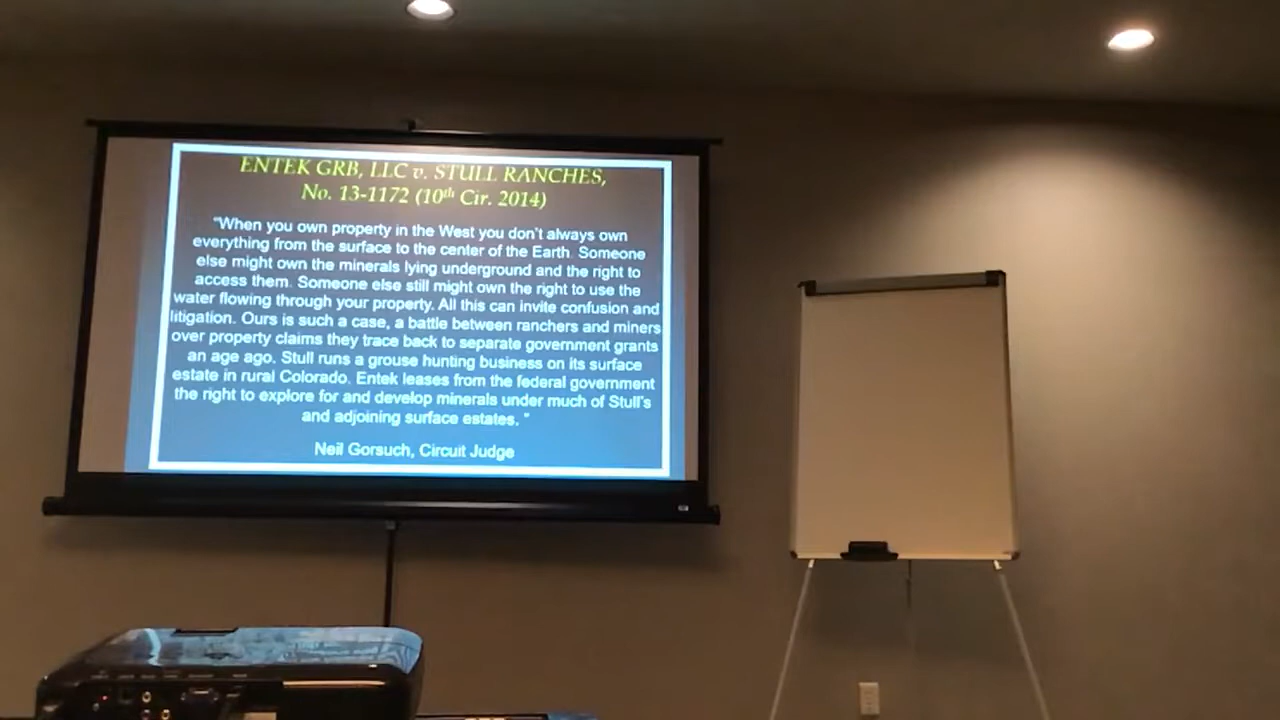 ENTEK GRB, LLC v. STULL RANCHES,
No. 13-1172 (10th Cir. 2014)
"When you own property in the West you don't always own
everything from the surface to the center of the Earth. Someone
else might own the minerals lying underground and the right to
access them. Someone else still might own the right to use the
water flowing through your property. All this can invite confusion and
litigation. Ours is such a case, a battle between ranchers and miners
over property claims they trace back to separate government grants
an age ago. Stull runs a grouse hunting business on its surface
estate in rural Colorado. Entek leases from the federal government
the right to explore for and develop minerals under much of Stull's
and adjoining surface estates. "
Neil Gorsuch, Circuit Judge